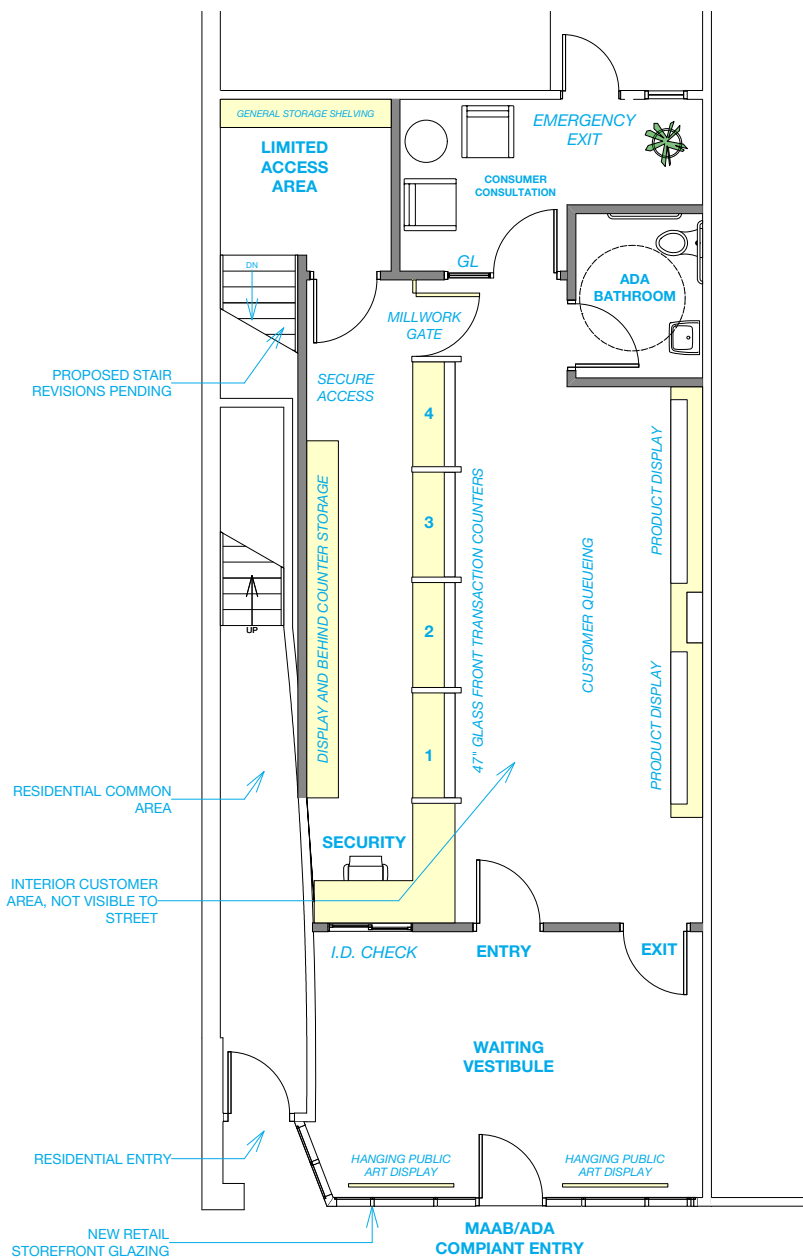 GENERAL STORAGE SHELVING
LIMITED
ACCESS
AREA
EMERGENCY
EXIT
CONSUMER
CONSULTATION
GL
DN
ADA
BATHROOM
MILLWORK
GATE
PROPOSED STAIR
REVISIONS PENDING
SECURE
ACCESS
4
3
2
1
DISPLAY AND BEHIND COUNTER STORAGE
47" GLASS FRONT TRANSACTION COUNTERS
CUSTOMER QUEUEING
PRODUCT DISPLAY
PRODUCT DISPLAY
UP
RESIDENTIAL COMMON
AREA
SECURITY
INTERIOR CUSTOMER
AREA, NOT VISIBLE TO
STREET
I.D. CHECK
ENTRY
EXIT
WAITING
VESTIBULE
RESIDENTIAL ENTRY
HANGING PUBLIC
ART DISPLAY
HANGING PUBLIC
ART DISPLAY
NEW RETAIL
STOREFRONT GLAZING
MAAB/ADA
COMPIANT ENTRY